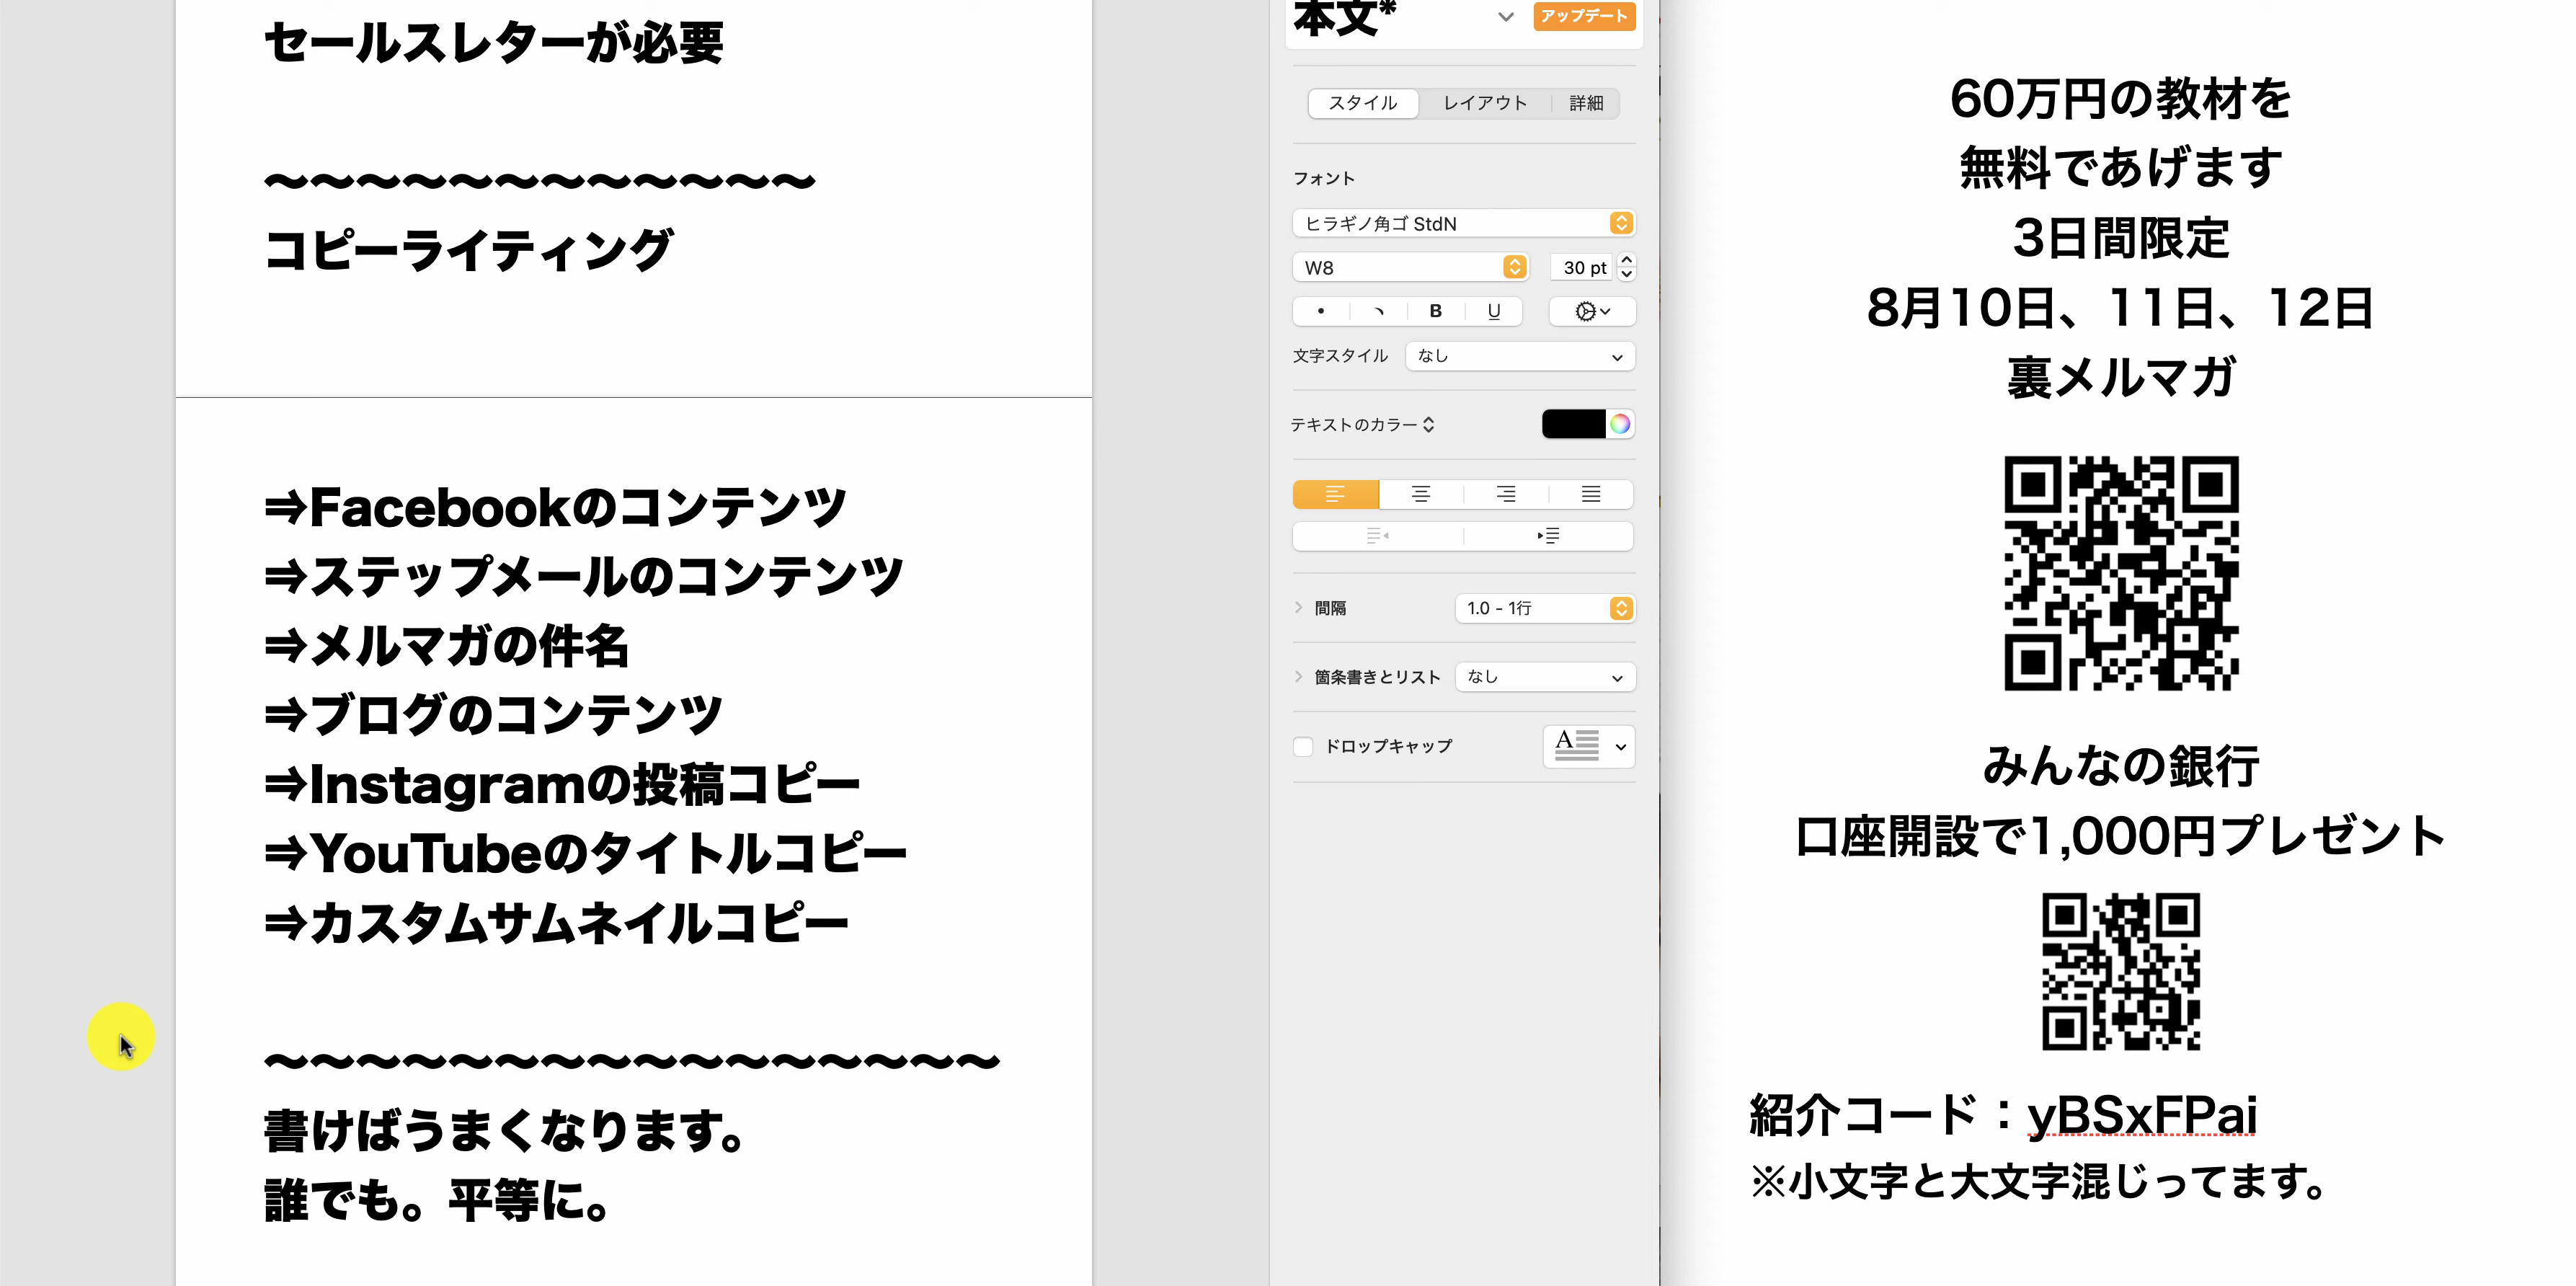 セールスレターが必要
〜〜〜〜〜〜〜〜〜〜〜〜
コピーライティング
⇒Facebookのコンテンツ
⇒ステップメールのコンテンツ
⇒メルマガの件名
⇒ブログのコンテンツ
⇒Instagramの投稿コピー
⇒YouTubeのタイトルコピー
⇒カスタムサムネイルコピー
〜〜〜〜〜〜〜〜〜〜〜〜〜〜〜〜
書けばうまくなります。
誰でも。平等に。
本文* アップデート
スタイル レイアウト 詳細
フォント
ヒラギノ角ゴ StdN
W8 30 pt
B U
文字スタイル なし
テキストのカラー
間隔 1.0 - 1行
箇条書きとリスト なし
ドロップキャップ A
60万円の教材を
無料であげます
3日間限定
8月10日、11日、12日
裏メルマガ
みんなの銀行
口座開設で1,000円プレゼント
紹介コード：yBSxFPai
※小文字と大文字混じってます。